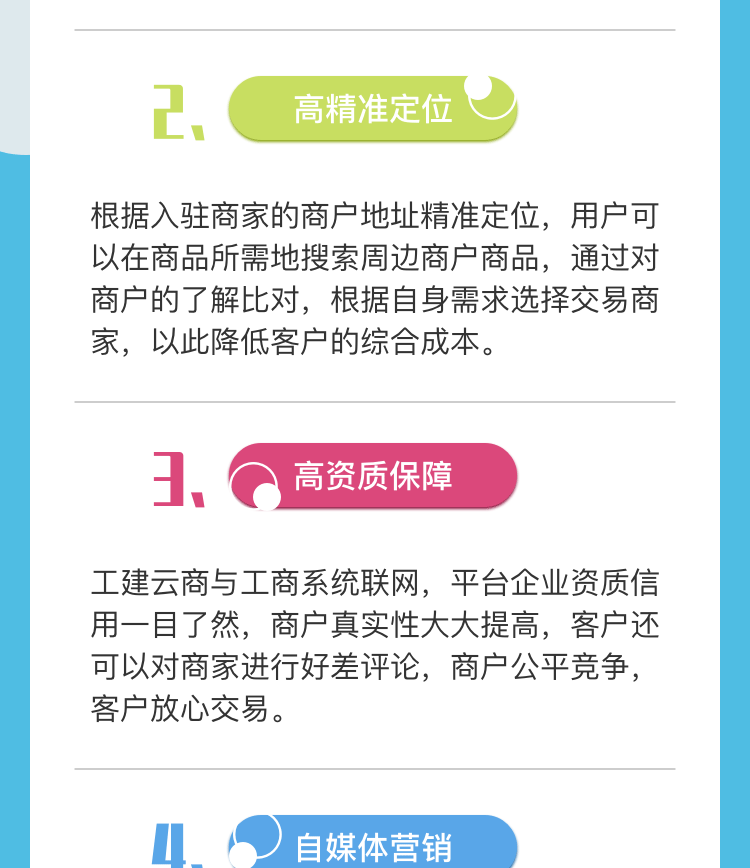 2、 高精准定位
根据入驻商家的商户地址精准定位，用户可
以在商品所需地搜索周边商户商品，通过对
商户的了解比对，根据自身需求选择交易商
家，以此降低客户的综合成本。
3、 高资质保障
工建云商与工商系统联网，平台企业资质信
用一目了然，商户真实性大大提高，客户还
可以对商家进行好差评论，商户公平竞争，
客户放心交易。
4、 自媒体营销